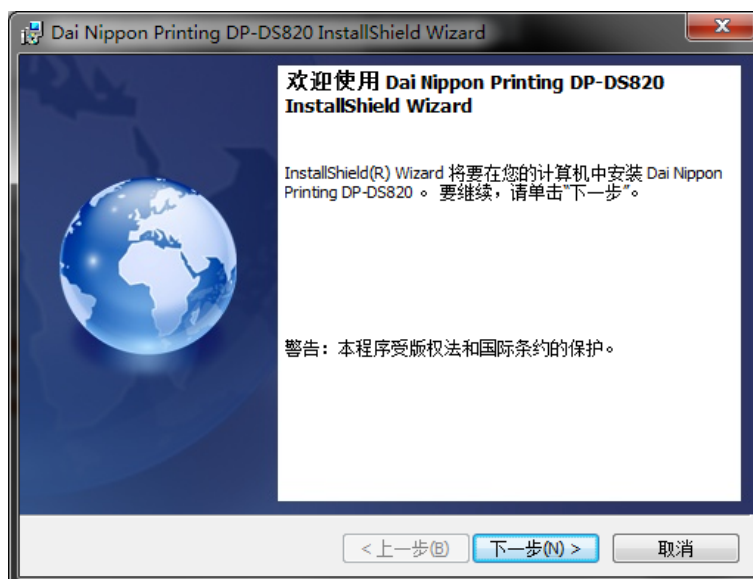 Dai Nippon Printing DP-DS820 InstallShield Wizard
欢迎使用 Dai Nippon Printing DP-DS820
InstallShield Wizard
InstallShield(R) Wizard 将要在您的计算机中安装 Dai Nippon
Printing DP-DS820 。 要继续，请单击“下一步”。
警告：本程序受版权法和国际条约的保护。
< 上一步(B)
下一步(N) >
取消